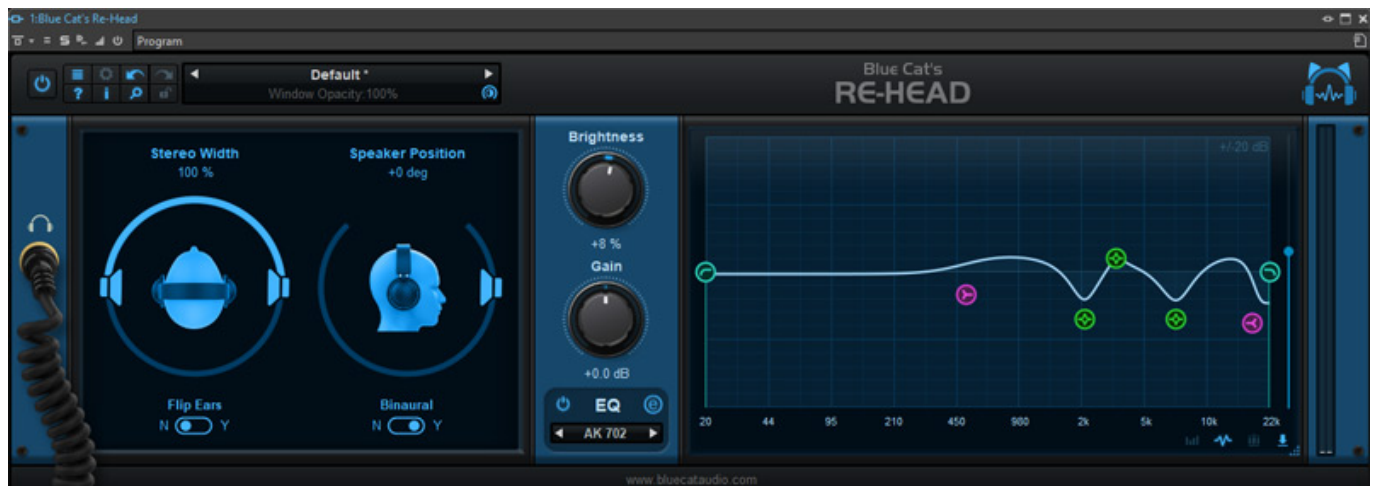 1:Blue Cat's Re-Head
S Program
? i
Default *
Window Opacity:100%
Blue Cat's
RE-HEAD
Stereo Width
100 %
Speaker Position
+0 deg
Flip Ears
N Y
Binaural
N Y
Brightness
+8 %
Gain
+0.0 dB
EQ e
AK 702
+/-20 dB
20 44 95 210 450 980 2k 5k 10k 22k
www.bluecataudio.com